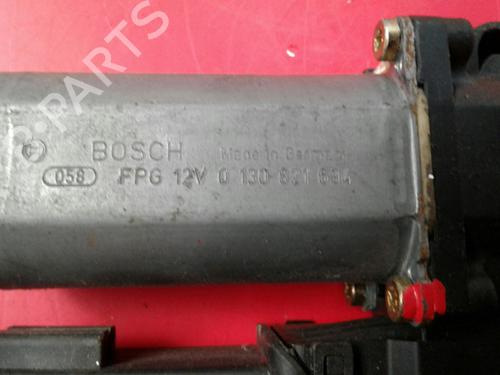 B-PARTS
BOSCH Made in Germany
058 FPG 12V 0 130 821 694